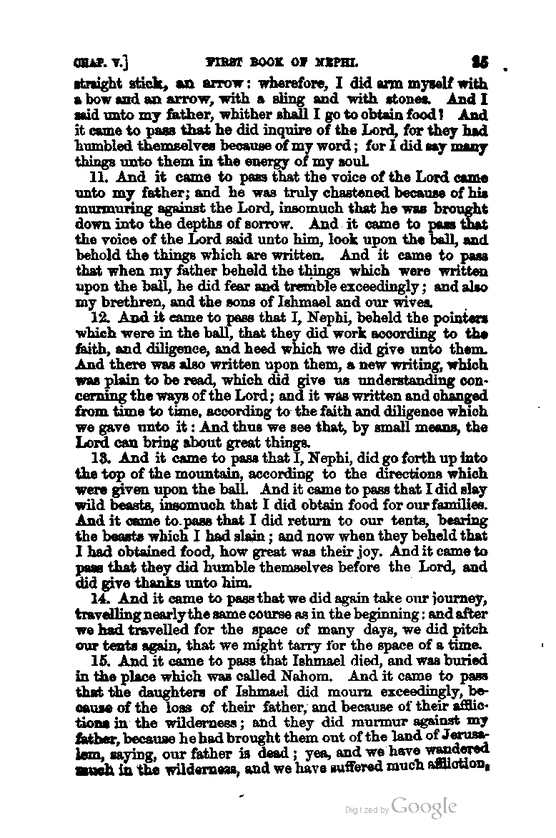 CHAP. V.] FIRST BOOK OF NEPHI. 35
straight stick, an arrow: wherefore, I did arm myself with
a bow and an arrow, with a sling and with stones. And I
said unto my father, whither shall I go to obtain food? And
it came to pass that he did inquire of the Lord, for they had
humbled themselves because of my word; for I did say many
things unto them in the energy of my soul.
11. And it came to pass that the voice of the Lord came
unto my father; and he was truly chastened because of his
murmuring against the Lord, insomuch that he was brought
down into the depths of sorrow. And it came to pass that
the voice of the Lord said unto him, look upon the ball, and
behold the things which are written. And it came to pass
that when my father beheld the things which were written
upon the ball, he did fear and tremble exceedingly; and also
my brethren, and the sons of Ishmael and our wives.
12. And it came to pass that I, Nephi, beheld the pointers
which were in the ball, that they did work according to the
faith, and diligence, and heed which we did give unto them.
And there was also written upon them, a new writing, which
was plain to be read, which did give us understanding con-
cerning the ways of the Lord; and it was written and changed
from time to time, according to the faith and diligence which
we gave unto it: And thus we see that, by small means, the
Lord can bring about great things.
13. And it came to pass that I, Nephi, did go forth up into
the top of the mountain, according to the directions which
were given upon the ball. And it came to pass that I did slay
wild beasts, insomuch that I did obtain food for our families.
And it came to pass that I did return to our tents, bearing
the beasts which I had slain; and now when they beheld that
I had obtained food, how great was their joy. And it came to
pass that they did humble themselves before the Lord, and
did give thanks unto him.
14. And it came to pass that we did again take our journey,
travelling nearly the same course as in the beginning: and after
we had travelled for the space of many days, we did pitch
our tents again, that we might tarry for the space of a time.
15. And it came to pass that Ishmael died, and was buried
in the place which was called Nahom. And it came to pass
that the daughters of Ishmael did mourn exceedingly, be-
cause of the loss of their father, and because of their afflic-
tions in the wilderness; and they did murmur against my
father, because he had brought them out of the land of Jerusa-
lem, saying, our father is dead; yea, and we have wandered
much in the wilderness, and we have suffered much affliction,
Digitized by Google